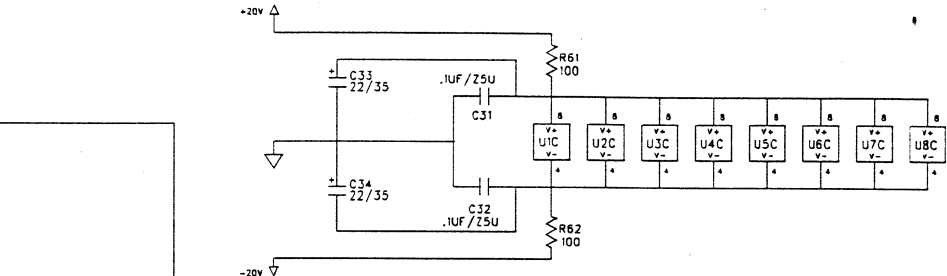 +20V
R61
100
+
C33
22/35
.1UF/Z5U
C31
8 8 8 8 8 8 8 8
V+ V+ V+ V+ V+ V+ V+ V+
U1C U2C U3C U4C U5C U6C U7C U8C
V- V- V- V- V- V- V- V-
4 4 4 4 4 4 4 4
+
C34
22/35
C32
.1UF/Z5U
R62
100
-20V